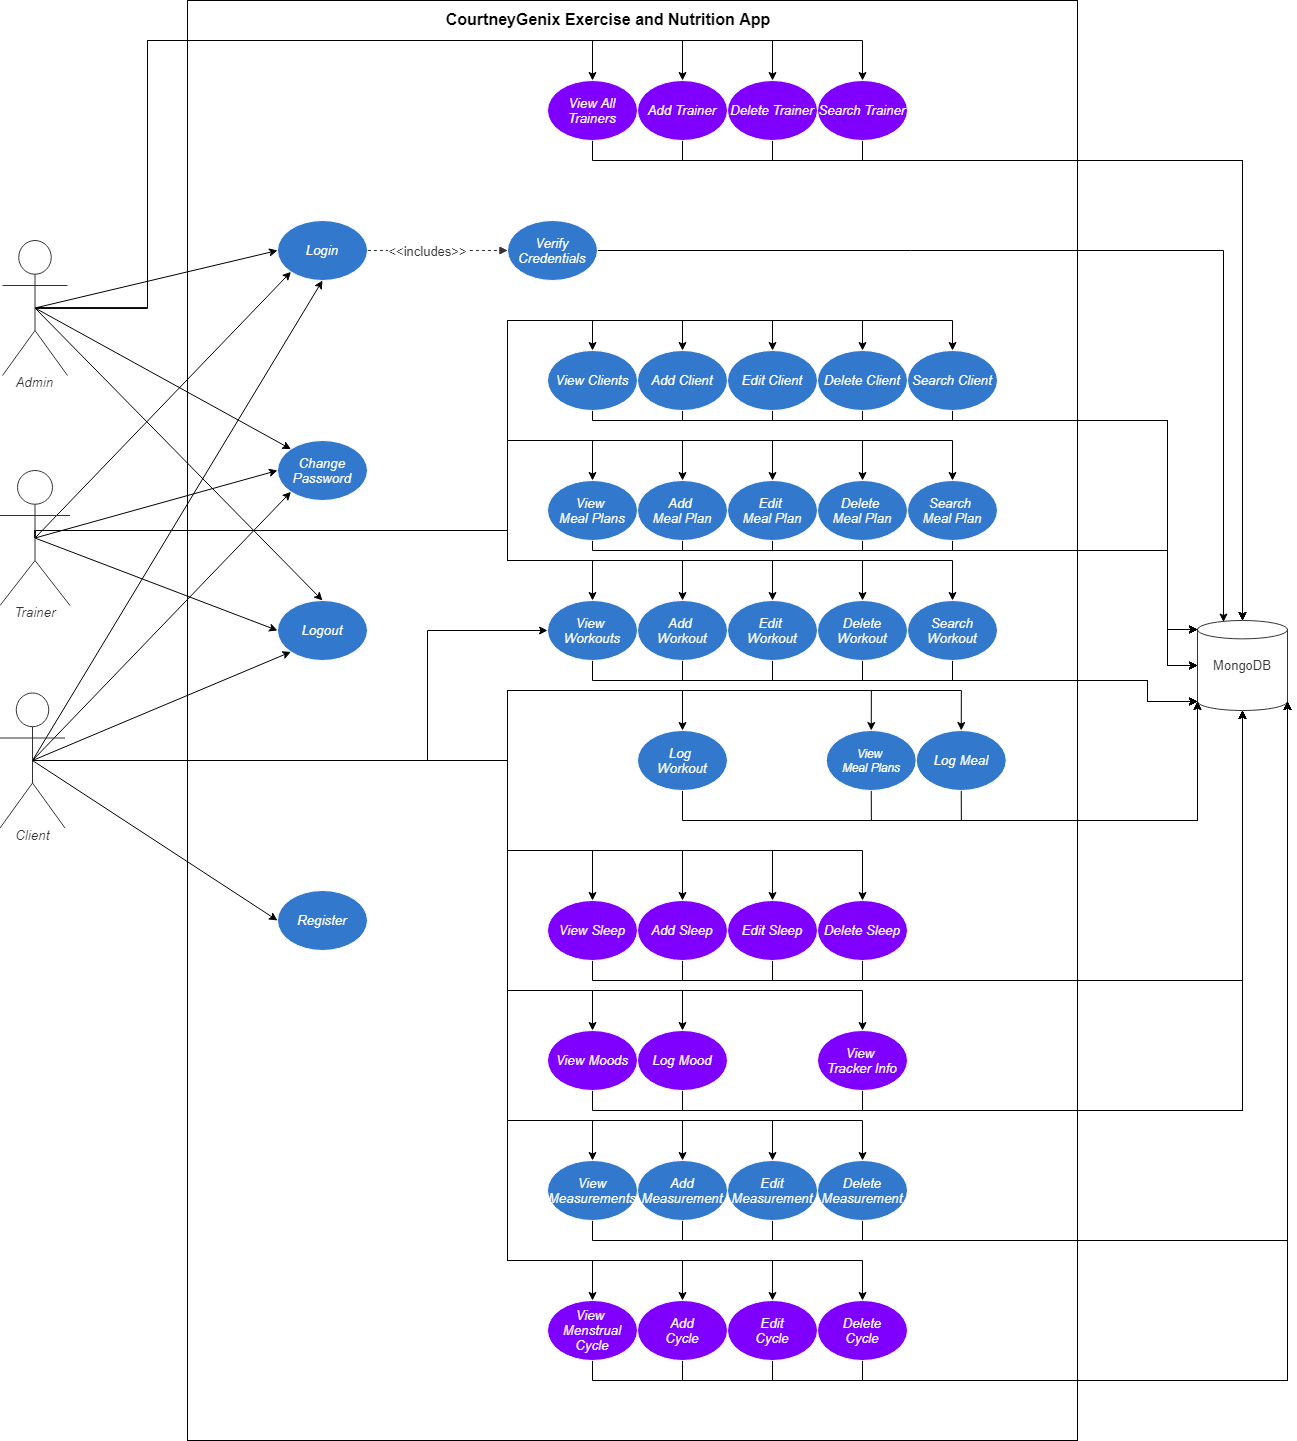 CourtneyGenix Exercise and Nutrition App
View All
Trainers
Add Trainer
Delete Trainer
Search Trainer
Login
<<includes>>
Verify
Credentials
Admin
View Clients
Add Client
Edit Client
Delete Client
Search Client
Change
Password
View
Meal Plans
Add
Meal Plan
Edit
Meal Plan
Delete
Meal Plan
Search
Meal Plan
Trainer
Logout
View
Workouts
Add
Workout
Edit
Workout
Delete
Workout
Search
Workout
MongoDB
Log
Workout
View
Meal Plans
Log Meal
Client
Register
View Sleep
Add Sleep
Edit Sleep
Delete Sleep
View Moods
Log Mood
View
Tracker Info
View
Measurements
Add
Measurement
Edit
Measurement
Delete
Measurement
View
Menstrual
Cycle
Add
Cycle
Edit
Cycle
Delete
Cycle